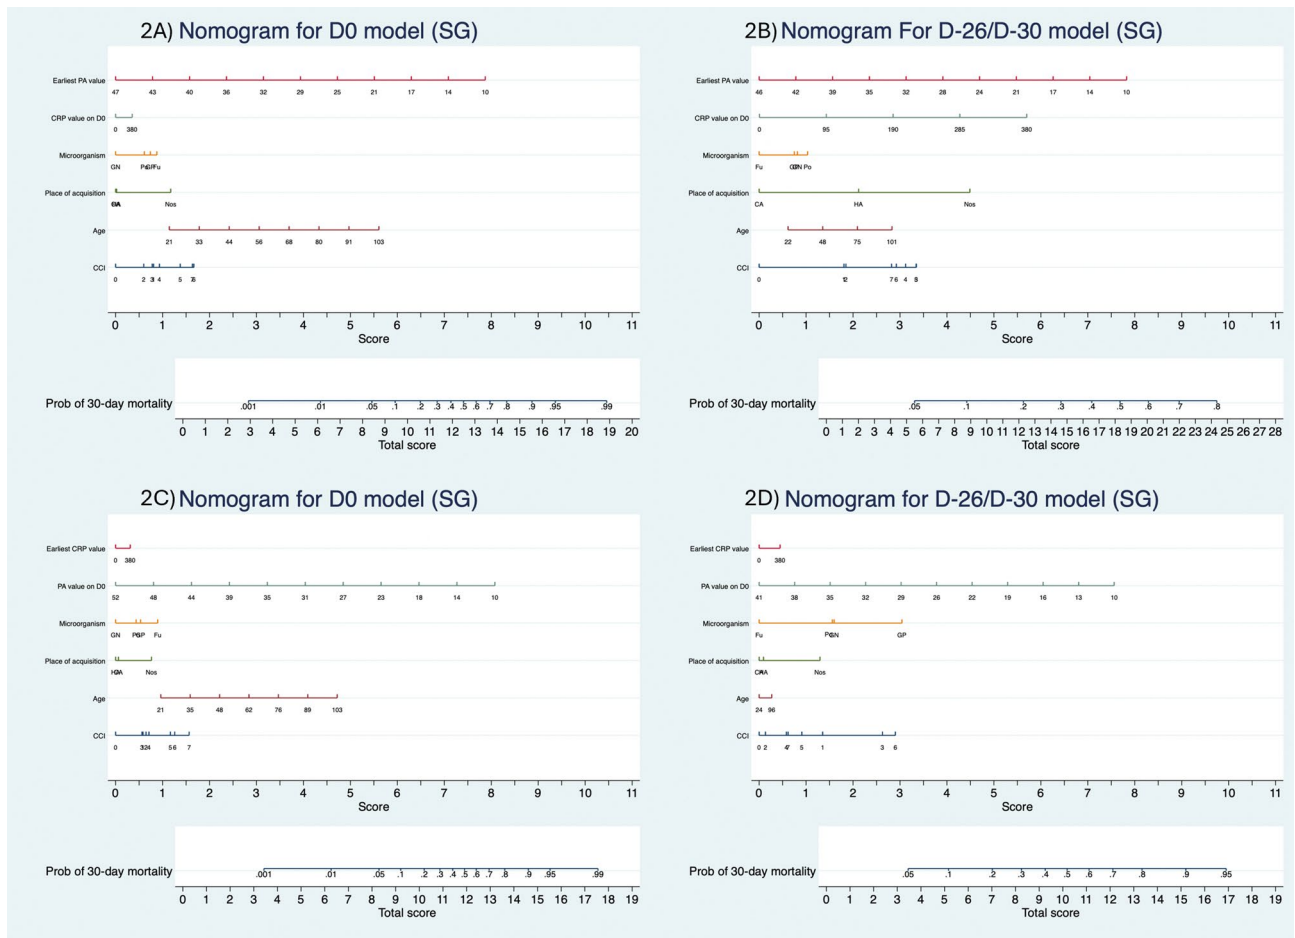 2A) Nomogram for D0 model (SG)
Earliest PA value
47 43 40 36 32 29 25 21 17 14 10
CRP value on D0
0 380
Microorganism
GN Fu
Place of acquisition
Nos
Age
21 33 44 56 68 80 91 103
CCI
0 2 3 4 5
0 1 2 3 4 5 6 7 8 9 10 11
Score
Prob of 30-day mortality
.001 .01 .05 .1 .2 .3 .4 .5 .6 .7 .8 .9 .95 .99
0 1 2 3 4 5 6 7 8 9 10 11 12 13 14 15 16 17 18 19 20
Total score
2B) Nomogram For D-26/D-30 model (SG)
Earliest PA value
46 42 39 35 32 28 24 21 17 14 10
CRP value on D0
0 95 190 285 380
Microorganism
Fu Po
Place of acquisition
CA HA Nos
Age
22 48 75 101
CCI
0 2 7 6 4
0 1 2 3 4 5 6 7 8 9 10 11
Score
Prob of 30-day mortality
.05 .1 .2 .3 .4 .5 .6 .7 .8
0 1 2 3 4 5 6 7 8 9 10 11 12 13 14 15 16 17 18 19 20 21 22 23 24 25 26 27 28
Total score
2C) Nomogram for D0 model (SG)
Earliest CRP value
0 380
PA value on D0
52 48 44 39 35 31 27 23 18 14 10
Microorganism
GN Fu
Place of acquisition
Nos
Age
21 35 48 62 76 89 103
CCI
0 3 2 4 5 6 7
0 1 2 3 4 5 6 7 8 9 10 11
Score
Prob of 30-day mortality
.001 .01 .05 .1 .2 .3 .4 .5 .6 .7 .8 .9 .95 .99
0 1 2 3 4 5 6 7 8 9 10 11 12 13 14 15 16 17 18 19
Total score
2D) Nomogram for D-26/D-30 model (SG)
Earliest CRP value
0 380
PA value on D0
41 38 35 32 29 26 22 19 16 13 10
Microorganism
Fu GP
Place of acquisition
Nos
Age
24 96
CCI
0 2 4 7 5 1 3 6
0 1 2 3 4 5 6 7 8 9 10 11
Score
Prob of 30-day mortality
.05 .1 .2 .3 .4 .5 .6 .7 .8 .9 .95
0 1 2 3 4 5 6 7 8 9 10 11 12 13 14 15 16 17 18 19
Total score